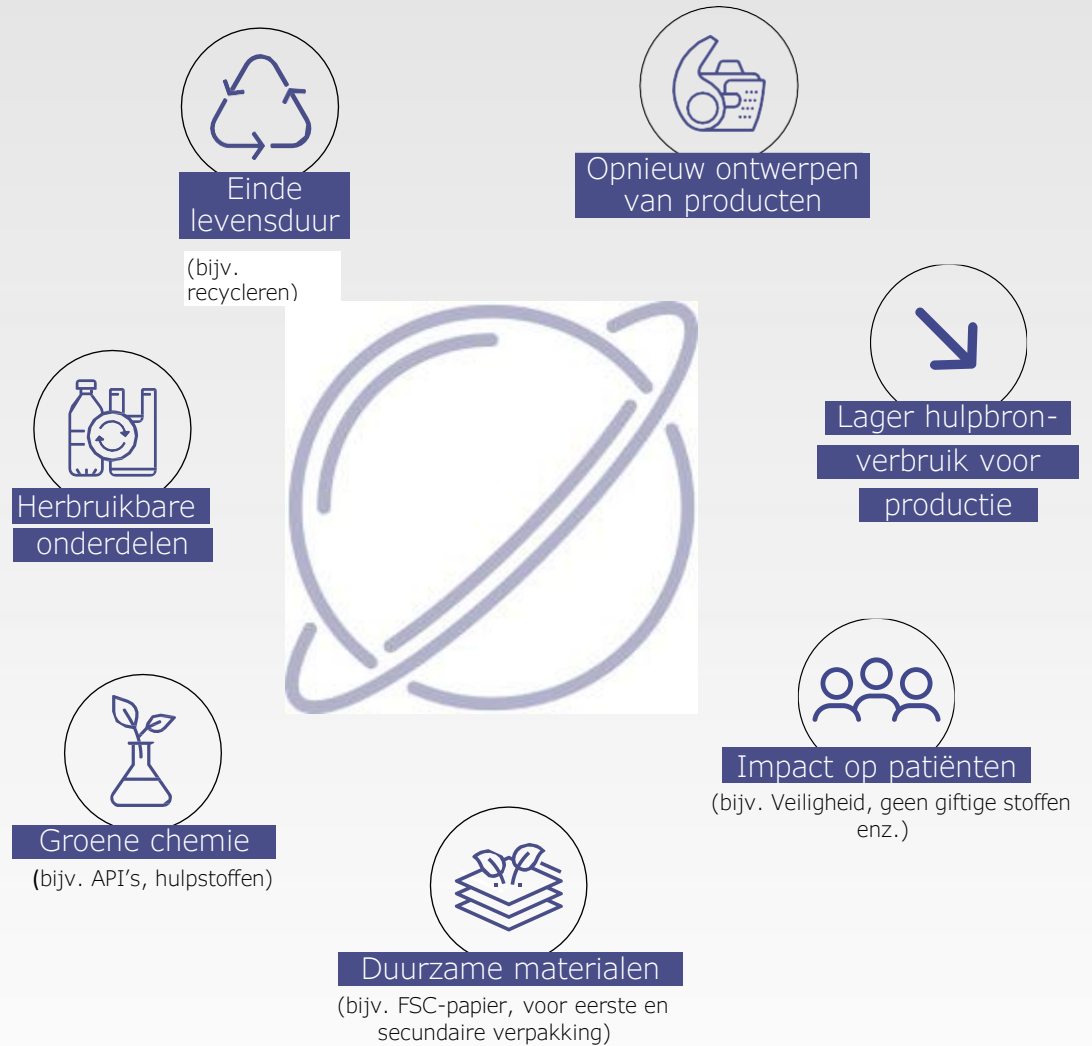 Einde
levensduur
(bijv.
recycleren)
Opnieuw ontwerpen
van producten
Lager hulpbron-
verbruik voor
productie
Herbruikbare
onderdelen
Impact op patiënten
(bijv. Veiligheid, geen giftige stoffen
enz.)
Groene chemie
(bijv. API's, hulpstoffen)
Duurzame materialen
(bijv. FSC-papier, voor eerste en
secundaire verpakking)